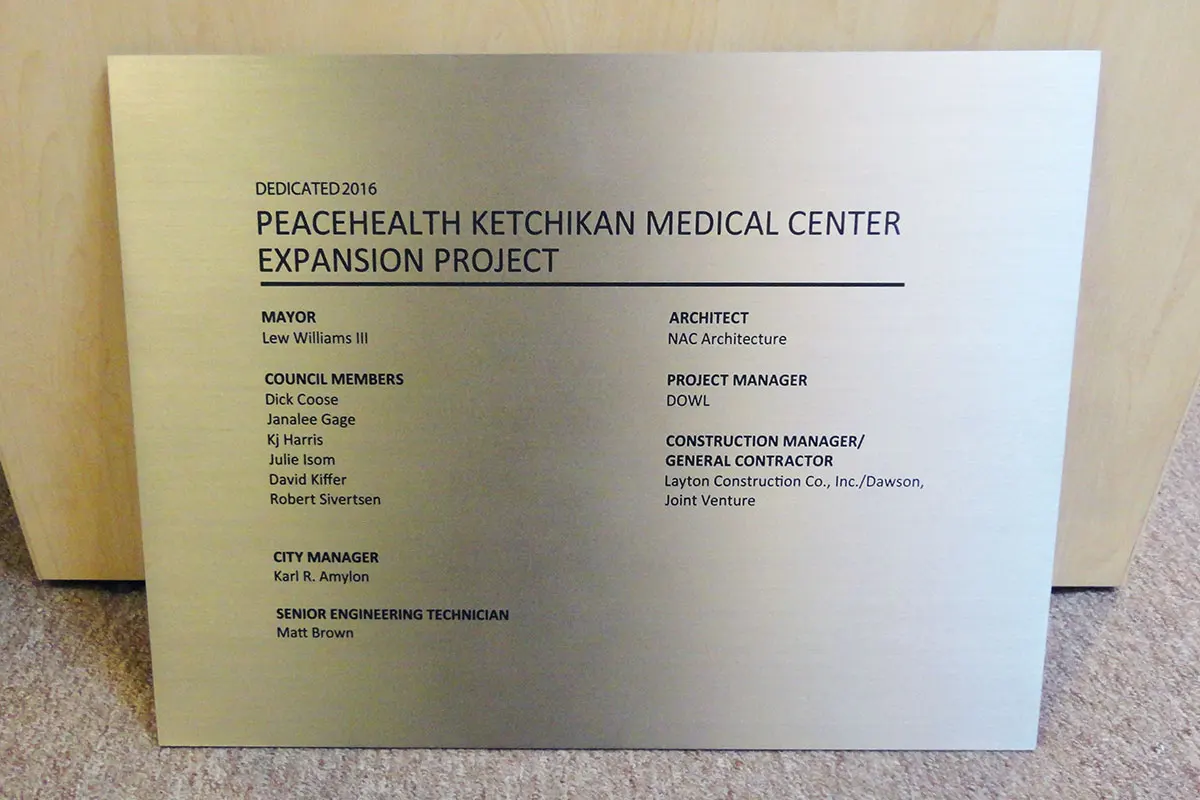 DEDICATED 2016
PEACEHEALTH KETCHIKAN MEDICAL CENTER
EXPANSION PROJECT
MAYOR
Lew Williams III
COUNCIL MEMBERS
Dick Coose
Janalee Gage
Kj Harris
Julie Isom
David Kiffer
Robert Sivertsen
CITY MANAGER
Karl R. Amylon
SENIOR ENGINEERING TECHNICIAN
Matt Brown
ARCHITECT
NAC Architecture
PROJECT MANAGER
DOWL
CONSTRUCTION MANAGER/
GENERAL CONTRACTOR
Layton Construction Co., Inc./Dawson,
Joint Venture